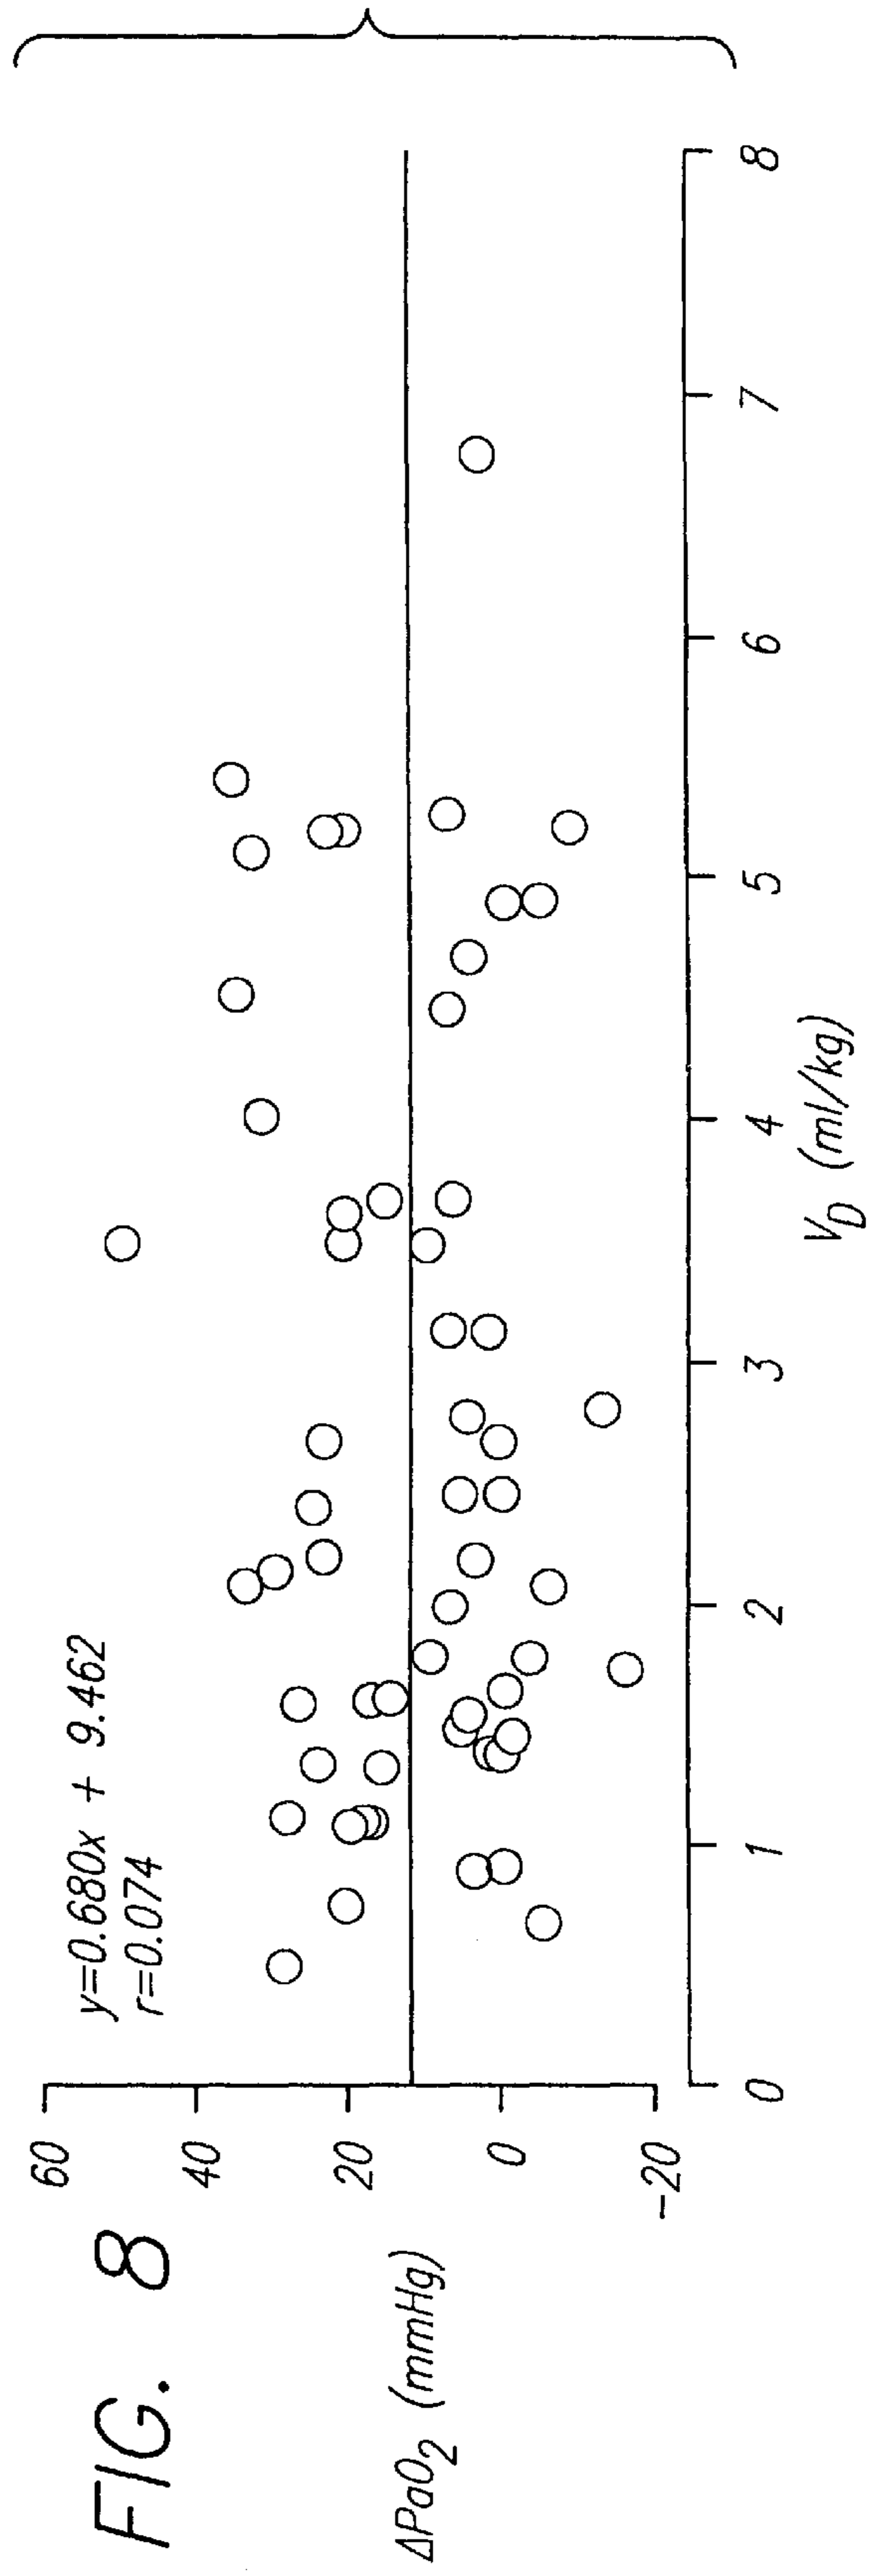 FIG. 8
y=0.680x + 9.462
r=0.074
60
40
20
0
-20
ΔPaO2 (mmHg)
0 1 2 3 4 5 6 7 8
VD (ml/kg)